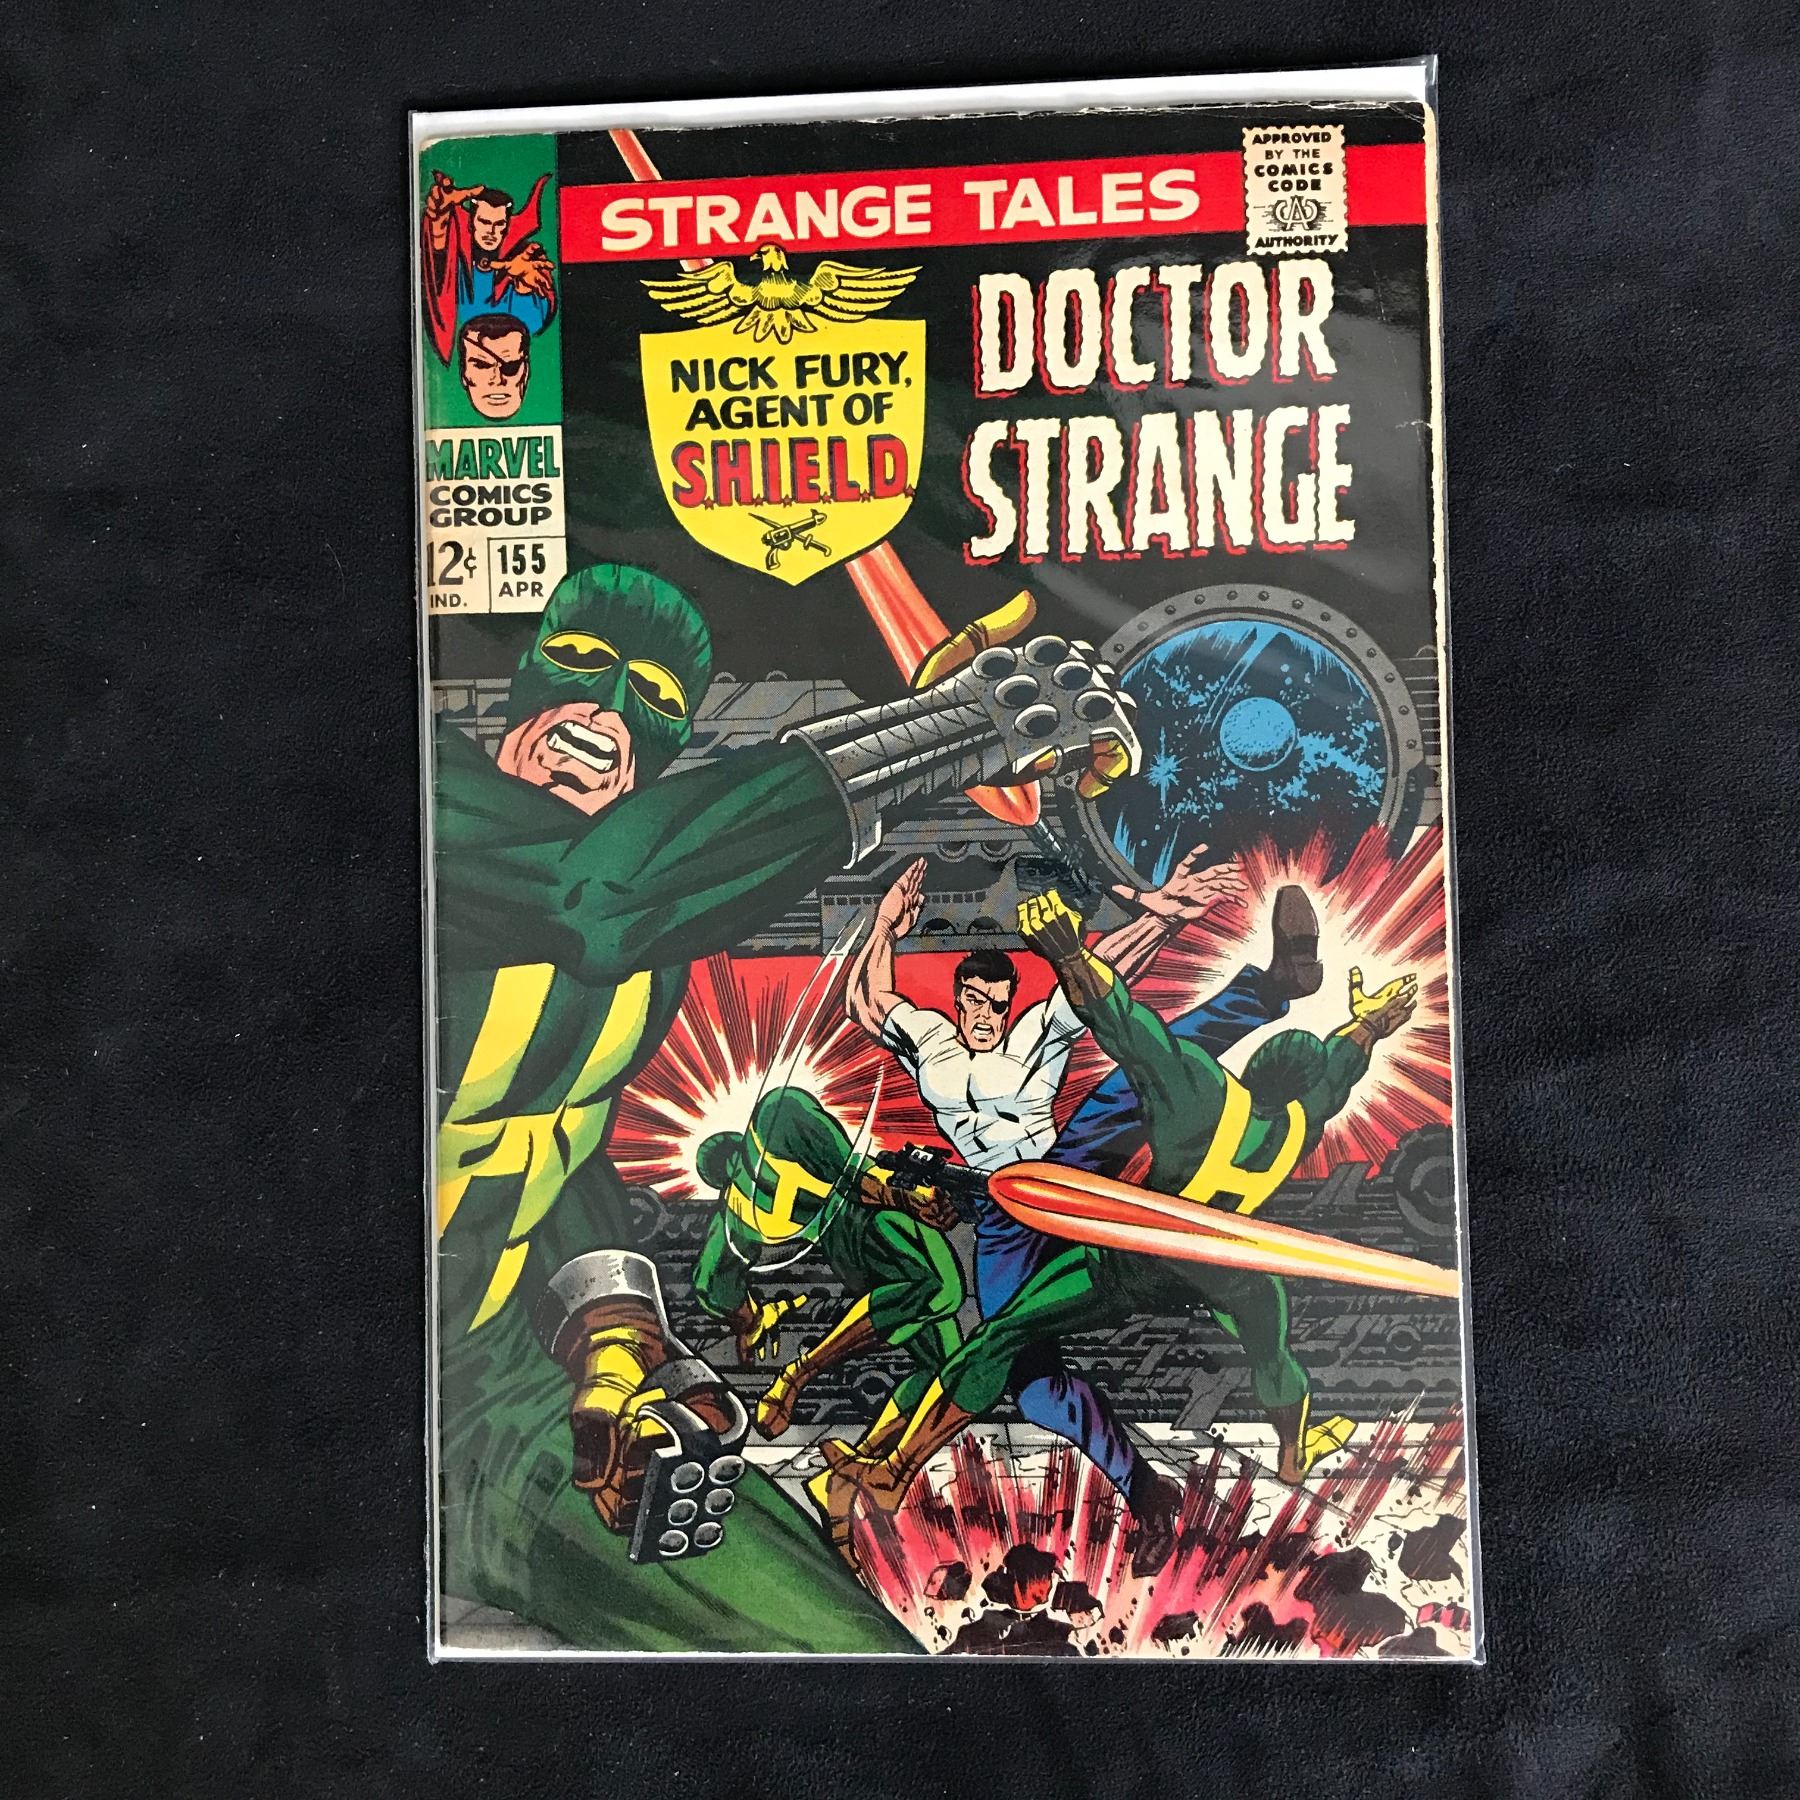 STRANGE TALES
APPROVED
BY THE
COMICS
CODE
AUTHORITY
NICK FURY,
AGENT OF
S.H.I.E.L.D.
DOCTOR
STRANGE
MARVEL
COMICS
GROUP
12¢
IND.
155
APR
H
H
H